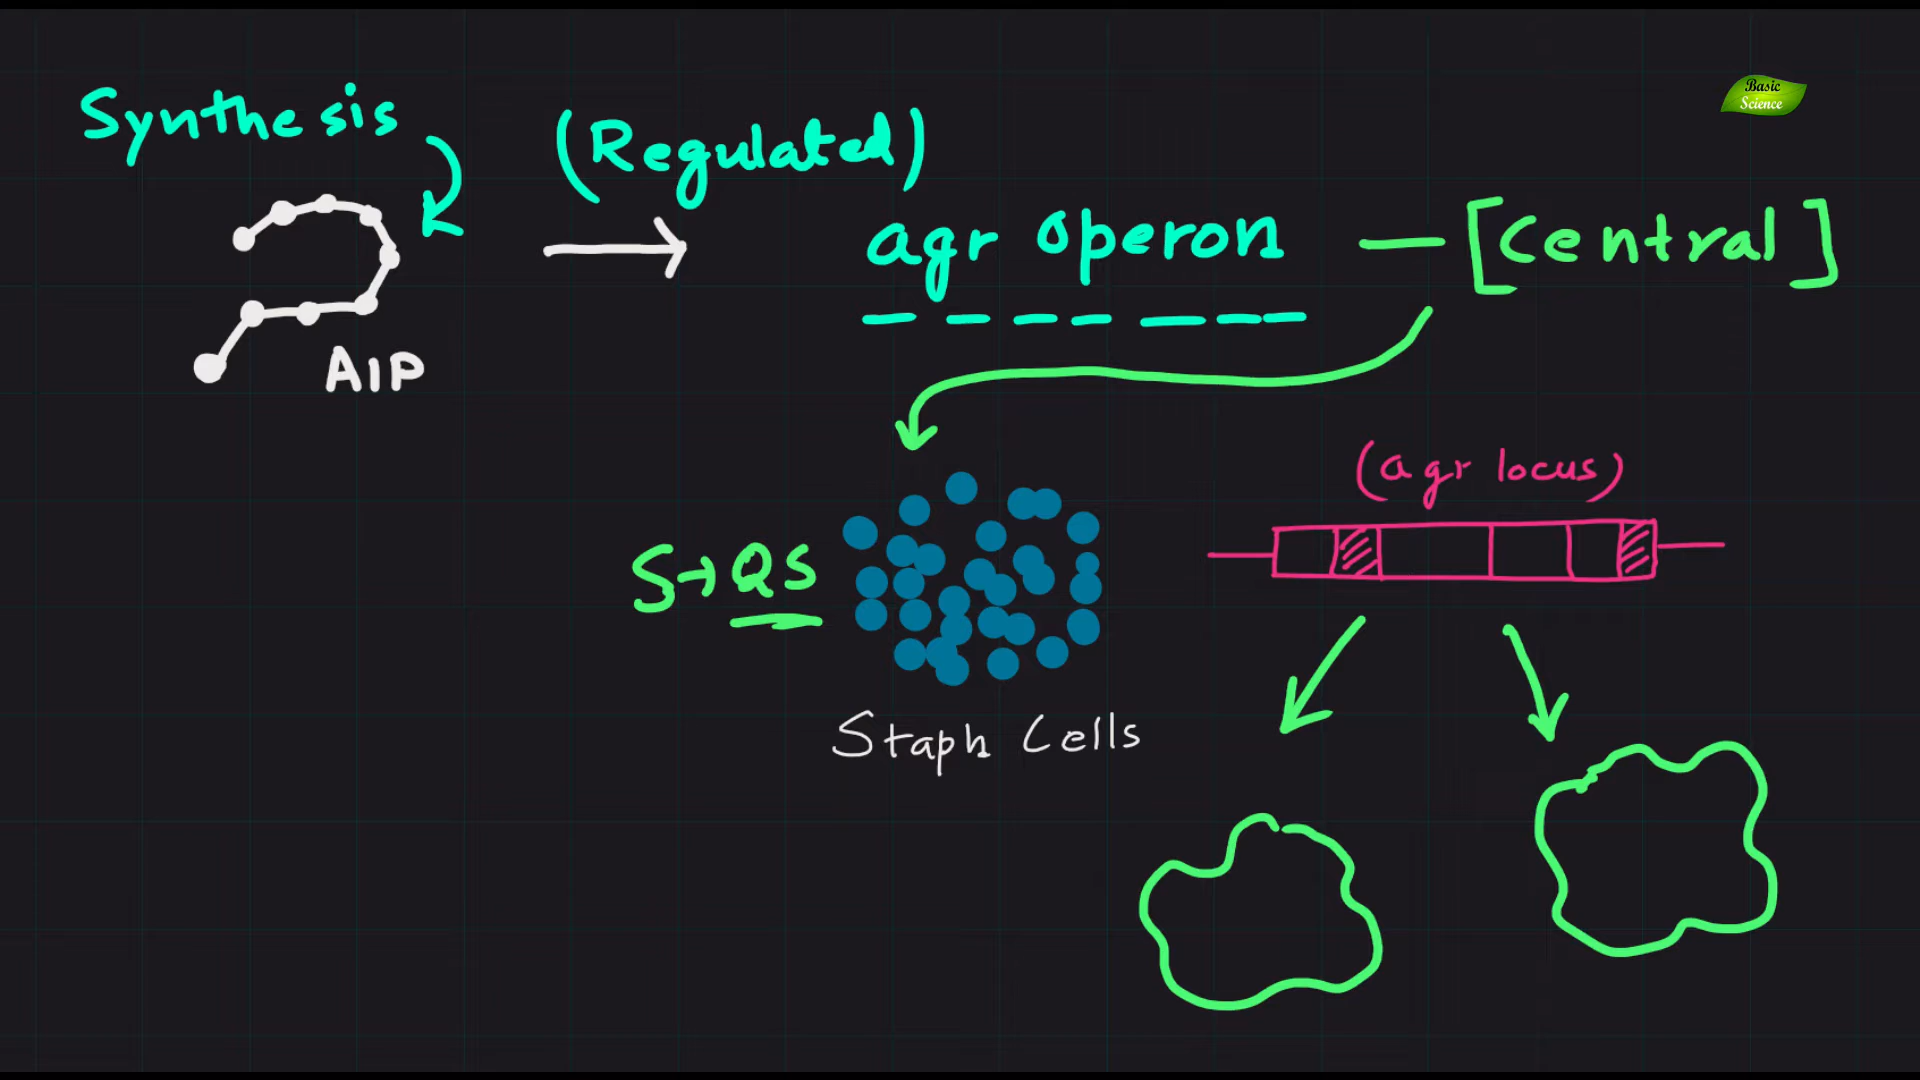 Synthesis
(Regulated)
agr operon — [Central]
AIP
(agr locus)
S → QS
Staph Cells
Basic
Science